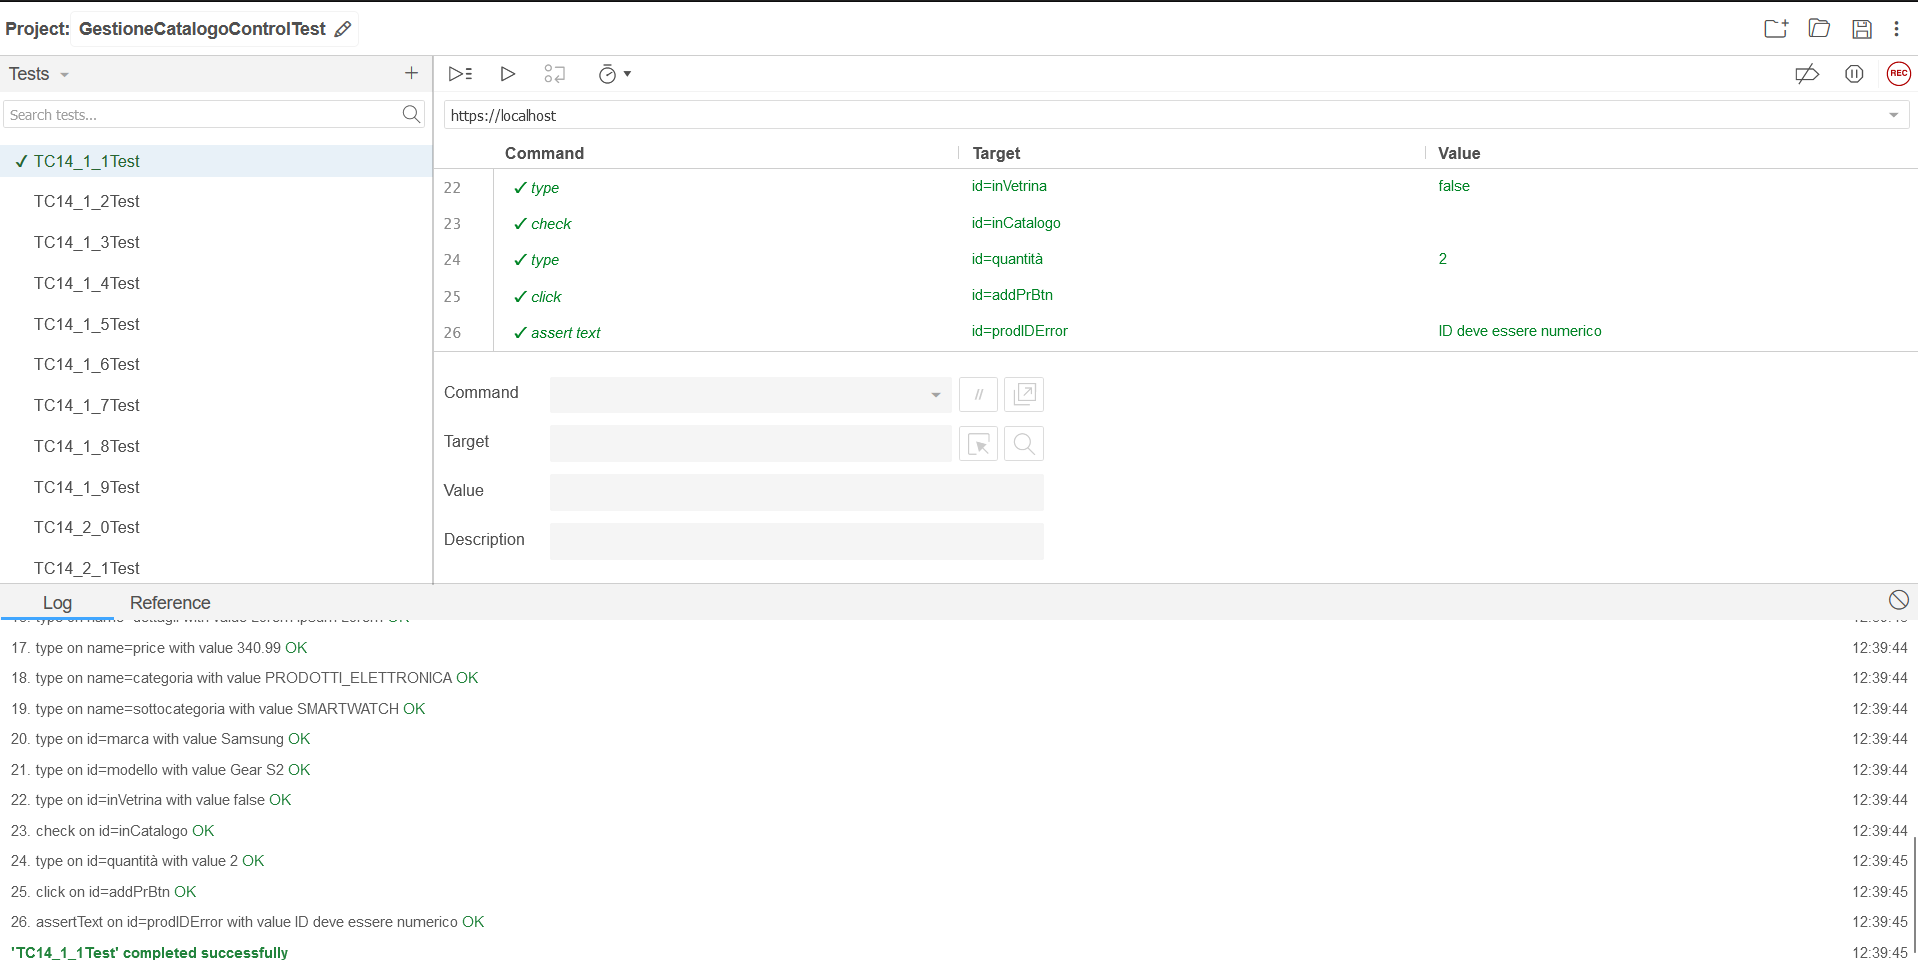 Project: GestioneCatalogoControlTest
Tests
Search tests...
REC
https://localhost
TC14_1_1Test
TC14_1_2Test
TC14_1_3Test
TC14_1_4Test
TC14_1_5Test
TC14_1_6Test
TC14_1_7Test
TC14_1_8Test
TC14_1_9Test
TC14_2_0Test
TC14_2_1Test
Command Target Value
22 type id=inVetrina false
23 check id=inCatalogo
24 type id=quantità 2
25 click id=addPrBtn
26 assert text id=prodIDError ID deve essere numerico
Command //
Target
Value
Description
Log Reference
17. type on name=price with value 340.99 OK 12:39:44
18. type on name=categoria with value PRODOTTI_ELETTRONICA OK 12:39:44
19. type on name=sottocategoria with value SMARTWATCH OK 12:39:44
20. type on id=marca with value Samsung OK 12:39:44
21. type on id=modello with value Gear S2 OK 12:39:44
22. type on id=inVetrina with value false OK 12:39:44
23. check on id=inCatalogo OK 12:39:44
24. type on id=quantità with value 2 OK 12:39:45
25. click on id=addPrBtn OK 12:39:45
26. assertText on id=prodIDError with value ID deve essere numerico OK 12:39:45
'TC14_1_1Test' completed successfully 12:39:45